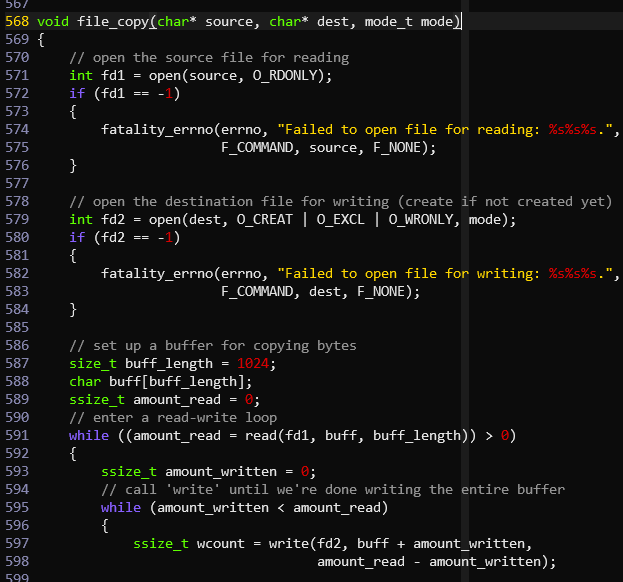 567
568 void file_copy(char* source, char* dest, mode_t mode)
569 {
570     // open the source file for reading
571     int fd1 = open(source, O_RDONLY);
572     if (fd1 == -1)
573     {
574         fatality_errno(errno, "Failed to open file for reading: %s%s%s.",
575                        F_COMMAND, source, F_NONE);
576     }
577
578     // open the destination file for writing (create if not created yet)
579     int fd2 = open(dest, O_CREAT | O_EXCL | O_WRONLY, mode);
580     if (fd2 == -1)
581     {
582         fatality_errno(errno, "Failed to open file for writing: %s%s%s.",
583                        F_COMMAND, dest, F_NONE);
584     }
585
586     // set up a buffer for copying bytes
587     size_t buff_length = 1024;
588     char buff[buff_length];
589     ssize_t amount_read = 0;
590     // enter a read-write loop
591     while ((amount_read = read(fd1, buff, buff_length)) > 0)
592     {
593         ssize_t amount_written = 0;
594         // call 'write' until we're done writing the entire buffer
595         while (amount_written < amount_read)
596         {
597             ssize_t wcount = write(fd2, buff + amount_written,
598                                    amount_read - amount_written);
599